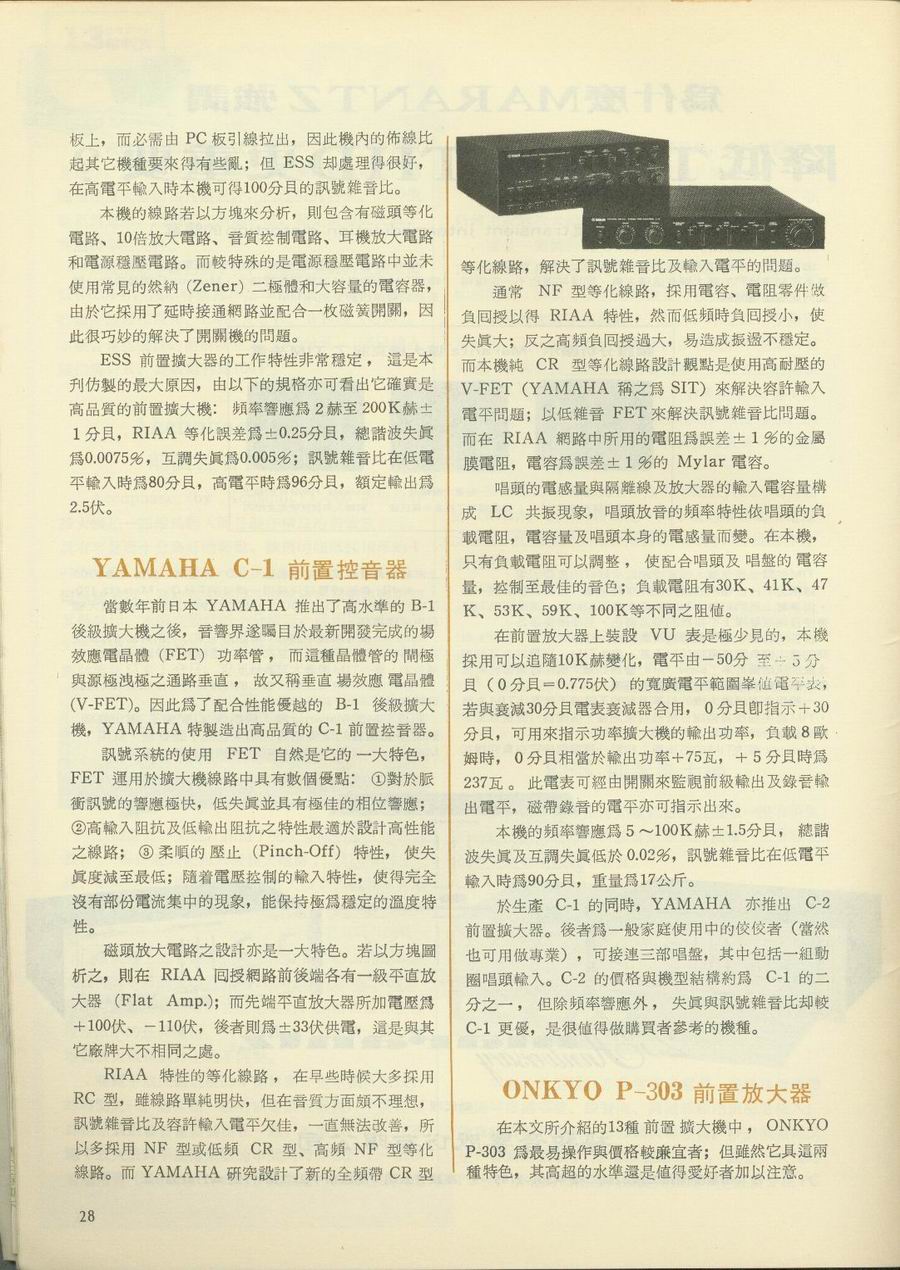 板上，而必需由 PC 板引線拉出，因此機內的佈線比
起其它機種要來得有些亂；但 ESS 却處理得很好，
在高電平輸入時本機可得100分貝的訊號雜音比。
本機的線路若以方塊來分析，則包含有磁頭等化
電路、10倍放大電路、音質控制電路、耳機放大電路
和電源穩壓電路。而較特殊的是電源穩壓電路中並未
使用常見的然納 (Zener) 二極體和大容量的電容器，
由於它採用了延時接通網路並配合一枚磁簧開關，因
此很巧妙的解決了開關機的問題。
ESS 前置擴大器的工作特性非常穩定，這是本
刋仿製的最大原因，由以下的規格亦可看出它確實是
高品質的前置擴大機：頻率響應爲 2 赫至 200K赫±
1 分貝，RIAA 等化誤差爲±0.25分貝，總諧波失眞
爲0.0075％，互調失眞爲0.005％；訊號雜音比在低電
平輸入時爲80分貝，高電平時爲96分貝，額定輸出爲
2.5伏。
YAMAHA C-1 前置控音器
當數年前日本 YAMAHA 推出了高水準的 B-1
後級擴大機之後，音響界遂矚目於最新開發完成的場
效應電晶體 (FET) 功率管，而這種晶體管的閘極
與源極洩極之通路垂直，故又稱垂直場效應電晶體
(V-FET)。因此爲了配合性能優越的 B-1 後級擴大
機，YAMAHA 特製造出高品質的 C-1 前置控音器。
訊號系統的使用 FET 自然是它的一大特色，
FET 運用於擴大機線路中具有數個優點：①對於脈
衝訊號的響應極快，低失眞並具有極佳的相位響應；
②高輸入阻抗及低輸出阻抗之特性最適於設計高性能
之線路；③柔順的壓止 (Pinch-Off) 特性，使失
眞度減至最低；隨着電壓控制的輸入特性，使得完全
沒有部份電流集中的現象，能保持極爲穩定的溫度特
性。
磁頭放大電路之設計亦是一大特色。若以方塊圖
析之，則在 RIAA 囘授網路前後端各有一級平直放
大器 (Flat Amp.)；而先端平直放大器所加電壓爲
＋100伏、－110伏，後者則爲±33伏供電，這是與其
它廠牌大不相同之處。
RIAA 特性的等化線路，在早些時候大多採用
RC 型，雖線路單純明快，但在音質方面頗不理想，
訊號雜音比及容許輸入電平欠佳，一直無法改善，所
以多採用 NF 型或低頻 CR 型、高頻 NF 型等化
線路。而 YAMAHA 研究設計了新的全頻帶 CR 型
等化線路，解決了訊號雜音比及輸入電平的問題。
通常 NF 型等化線路，採用電容、電阻零件做
負囘授以得 RIAA 特性，然而低頻時負囘授小，使
失眞大；反之高頻負囘授過大，易造成振盪不穩定。
而本機純 CR 型等化線路設計觀點是使用高耐壓的
V-FET (YAMAHA 稱之爲 SIT) 來解決容許輸入
電平問題；以低雜音 FET 來解決訊號雜音比問題。
而在 RIAA 網路中所用的電阻爲誤差± 1 ％的金屬
膜電阻，電容爲誤差± 1 ％的 Mylar 電容。
唱頭的電感量與隔離線及放大器的輸入電容量構
成 LC 共振現象，唱頭放音的頻率特性依唱頭的負
載電阻，電容量及唱頭本身的電感量而變。在本機，
只有負載電阻可以調整，使配合唱頭及唱盤的電容
量，控制至最佳的音色；負載電阻有30K、41K、47
K、53K、59K、100K等不同之阻値。
在前置放大器上裝設 VU 表是極少見的，本機
採用可以追隨10K赫變化，電平由－50分至＋5分
貝（0分貝＝0.775伏）的寬廣電平範圍峯値電平表，
若與衰減30分貝電表衰減器合用，0 分貝卽指示＋30
分貝，可用來指示功率擴大機的輸出功率，負載 8 歐
姆時，0 分貝相當於輸出功率＋75瓦，＋5 分貝時爲
237瓦。此電表可經由開關來監視前級輸出及錄音輸
出電平，磁帶錄音的電平亦可指示出來。
本機的頻率響應爲 5 ～100K赫±1.5分貝，總諧
波失眞及互調失眞低於 0.02％，訊號雜音比在低電平
輸入時爲90分貝，重量爲17公斤。
於生產 C-1 的同時，YAMAHA 亦推出 C-2
前置擴大器。後者爲一般家庭使用中的佼佼者（當然
也可用做專業），可接連三部唱盤，其中包括一組動
圈唱頭輸入。C-2 的價格與機型結構約爲 C-1 的二
分之一，但除頻率響應外，失眞與訊號雜音比却較
C-1 更優，是很値得做購買者參考的機種。
ONKYO P-303 前置放大器
在本文所介紹的13種前置擴大機中，ONKYO
P-303 爲最易操作與價格較廉宜者；但雖然它具這兩
種特色，其高超的水準還是値得愛好者加以注意。
28